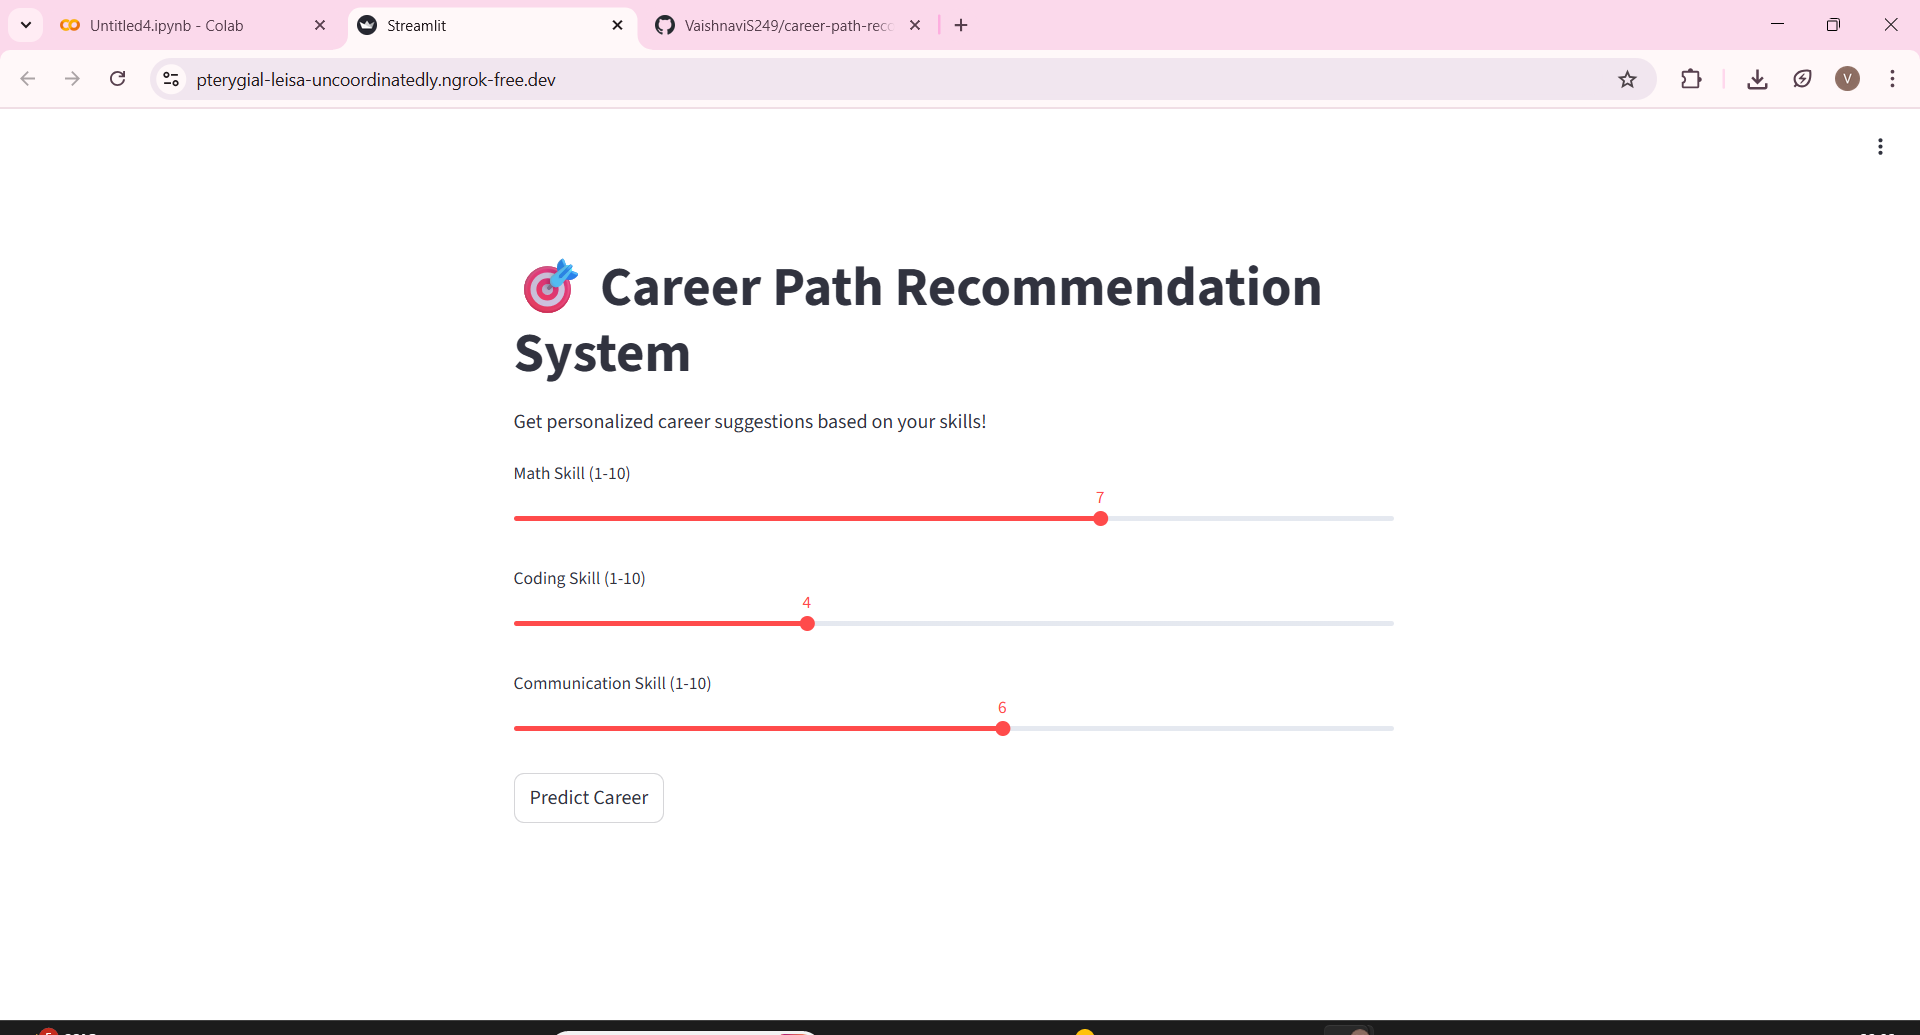 Untitled4.ipynb - Colab
Streamlit
VaishnaviS249/career-path-reco
pterygial-leisa-uncoordinatedly.ngrok-free.dev
V
Career Path Recommendation
System
Get personalized career suggestions based on your skills!
Math Skill (1-10)
7
Coding Skill (1-10)
4
Communication Skill (1-10)
6
Predict Career